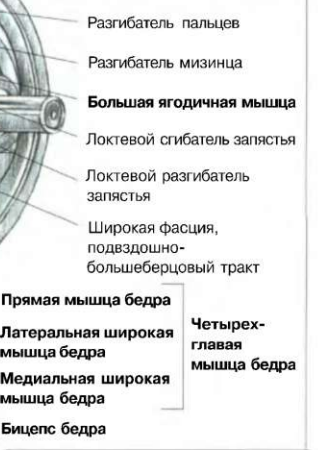 Разгибатель пальцев
Разгибатель мизинца
Большая ягодичная мышца
Локтевой сгибатель запястья
Локтевой разгибатель
запястья
Широкая фасция,
подвздошно-
большеберцовый тракт
Прямая мышца бедра
Латеральная широкая
мышца бедра
Медиальная широкая
мышца бедра
Четырех-
главая
мышца бедра
Бицепс бедра